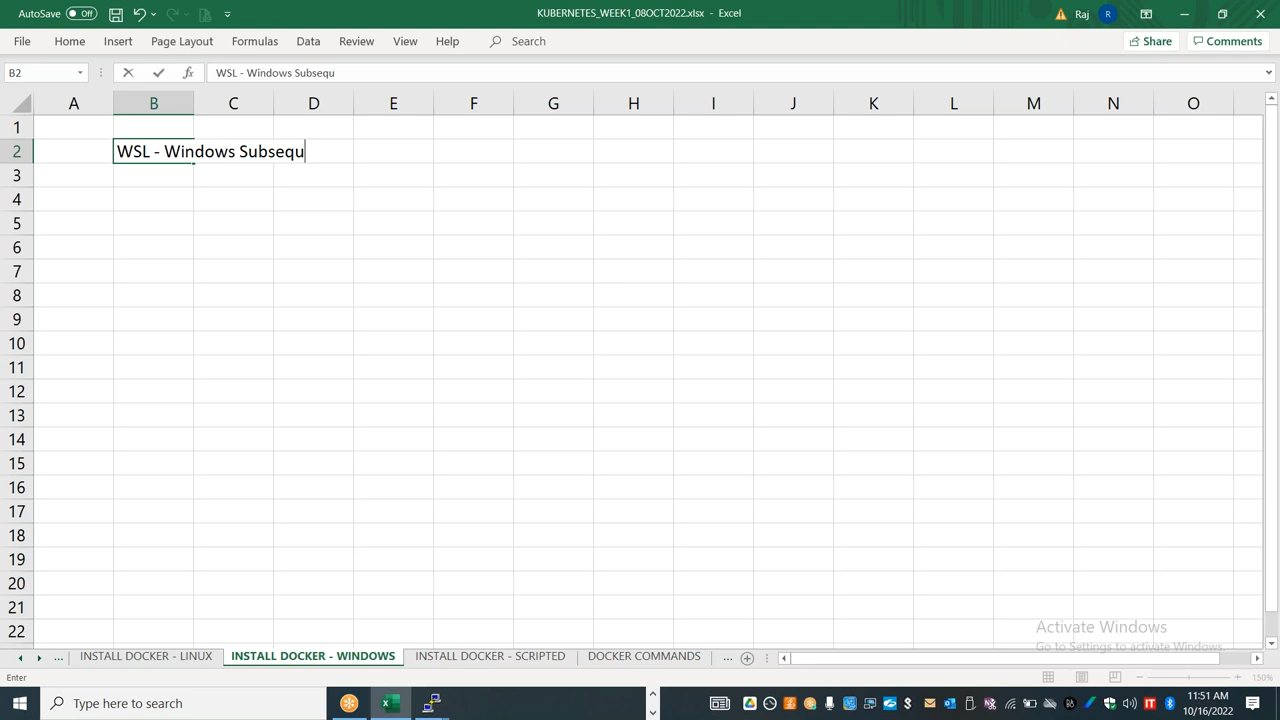 AutoSave Off KUBERNETES_WEEK1_08OCT2022.xlsx - Excel Raj R
File Home Insert Page Layout Formulas Data Review View Help Search Share Comments
B2 fx WSL - Windows Subsequ
A B C D E F G H I J K L M N O
1
2 WSL - Windows Subsequ
3
4
5
6
7
8
9
10
11
12
13
14
15
16
17
18
19
20
21
22
Activate Windows
Go to Settings to activate Windows.
... INSTALL DOCKER - LINUX INSTALL DOCKER - WINDOWS INSTALL DOCKER - SCRIPTED DOCKER COMMANDS ...
Enter 150%
Type here to search 11:51 AM
10/16/2022